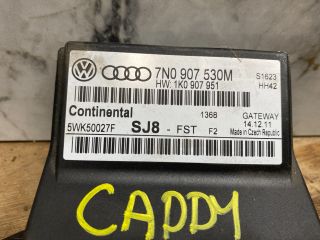 7N0 907 530M
S1623
HW: 1K0 907 951
HH42
Continental
1368
GATEWAY
14.12.11
5WK50027F
SJ8 - FST F2
Made in Czech Republic
CADDY